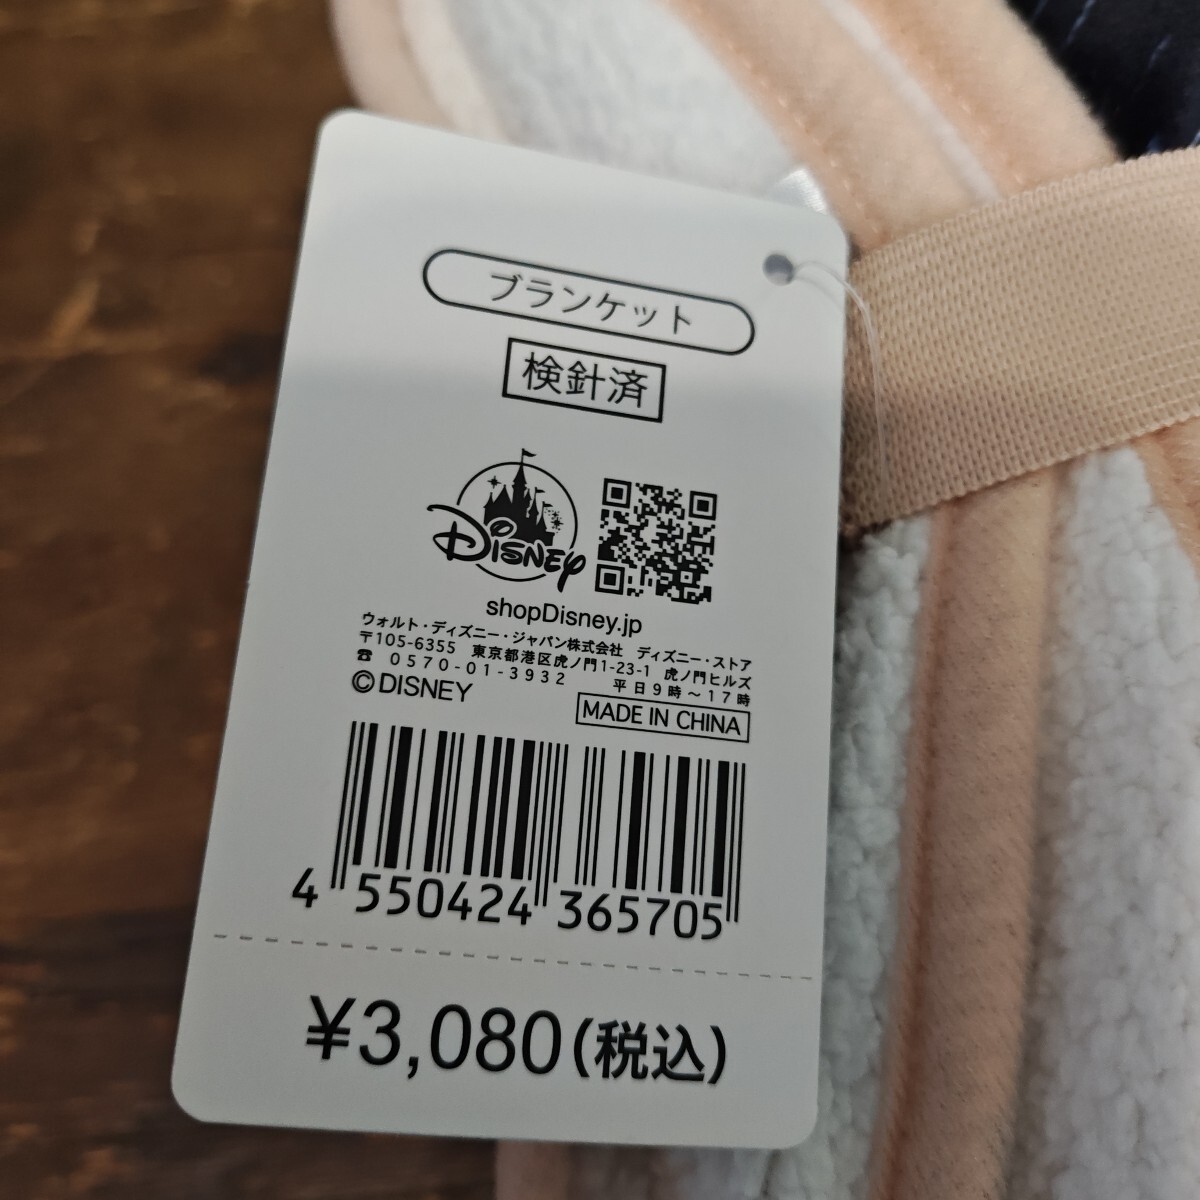 ブランケット
検針済
Disney
shopDisney.jp
ウォルト・ディズニー・ジャパン株式会社 ディズニー・ストア
〒105-6355 東京都港区虎ノ門1-23-1 虎ノ門ヒルズ
☎ 0570-01-3932 平日9時～17時
©DISNEY
MADE IN CHINA
4 550424 365705
¥3,080(税込)